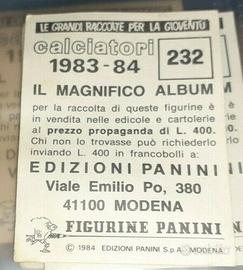 LE GRANDI RACCOLTE PER LA GIOVENTÙ
calciatori
1983-84
232
IL MAGNIFICO ALBUM
per la raccolta di queste figurine è
in vendita nelle edicole e cartolerie
al prezzo propaganda di L. 400.
Chi non lo trovasse può richiederlo
inviando L. 400 in francobolli a:
EDIZIONI PANINI
Viale Emilio Po, 380
41100 MODENA
FIGURINE PANINI
© 1984 EDIZIONI PANINI S.p.A. MODENA